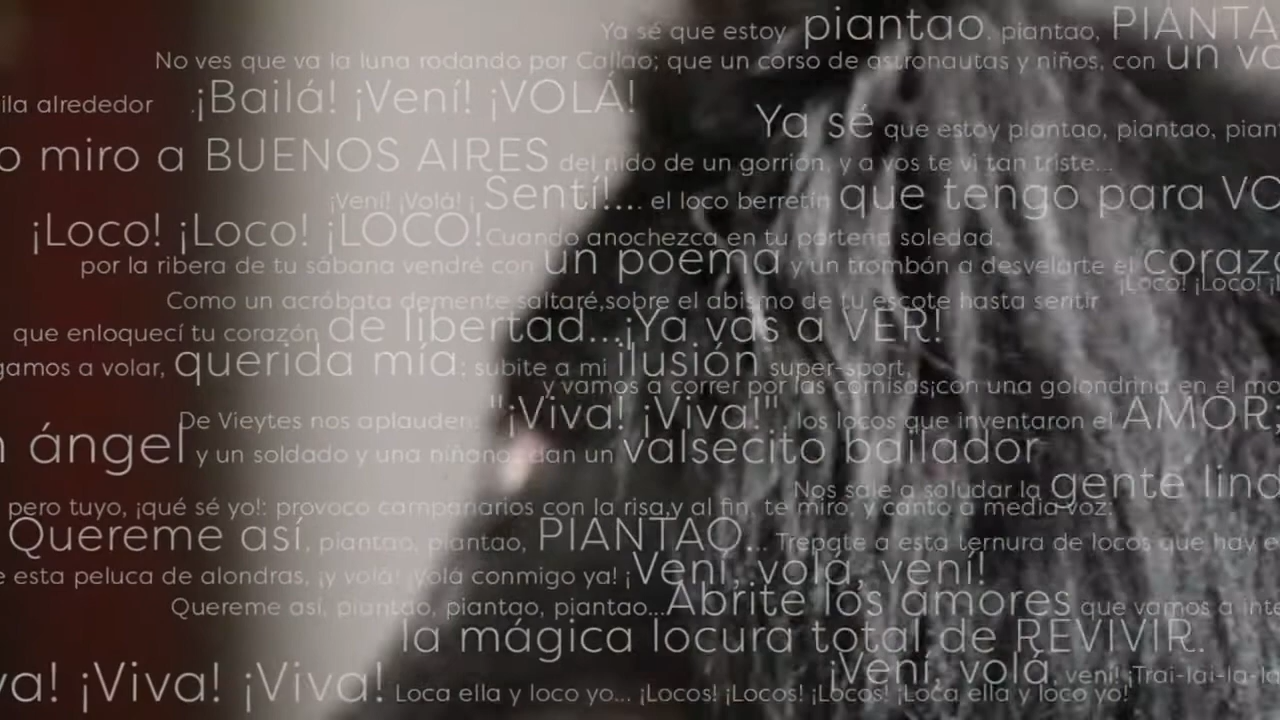 Ya sé que estoy piantao, piantao, PIANTA
No ves que va la luna rodando por Callao; que un corso de astronautas y niños, con un va
ila alrededor ¡Bailá! ¡Vení! ¡VOLÁ!
Ya sé que estoy piantao, piantao, pian
o miro a BUENOS AIRES del nido de un gorrión, y a vos te vi tan triste...
¡Vení! ¡Volá! ¡ Sentí!... el loco berretín que tengo para VO
¡Loco! ¡Loco! ¡LOCO! Cuando anochezca en tu porteña soledad.
por la ribera de tu sábana vendré con un poema y un trombón a desvelarte el corazó
¡Loco! ¡Loco! ¡L
Como un acróbata demente saltaré,sobre el abismo de tu escote hasta sentir
que enloquecí tu corazón de libertad...¡Ya vas a VER!
gamos a volar, querida mía; subite a mi ilusión super-sport,
y vamos a correr por las cornisas¡con una golondrina en el mo
De Vieytes nos aplauden: "¡Viva! ¡Viva!", los locos que inventaron el AMOR;
n ángel y un soldado y una niña nos dan un valsecito bailador
Nos sale a saludar la gente lind
pero tuyo, ¡qué sé yo!: provoco campanarios con la risa,y al fin, te miro, y canto a media voz:
Quereme así, piantao, piantao, PIANTAO... Trepate a esta ternura de locos que hay e
e esta peluca de alondras, ¡y volá! ¡Volá conmigo ya! ¡Vení, volá, vení!
Quereme así, piantao, piantao, piantao...Abrite los amores que vamos a inte
la mágica locura total de REVIVIR.
¡Vení, volá, vení! ¡Trai-lai-la-la
va! ¡Viva! ¡Viva! Loca ella y loco yo... ¡Locos! ¡Locos! ¡Locos! ¡Loca ella y loco yo!